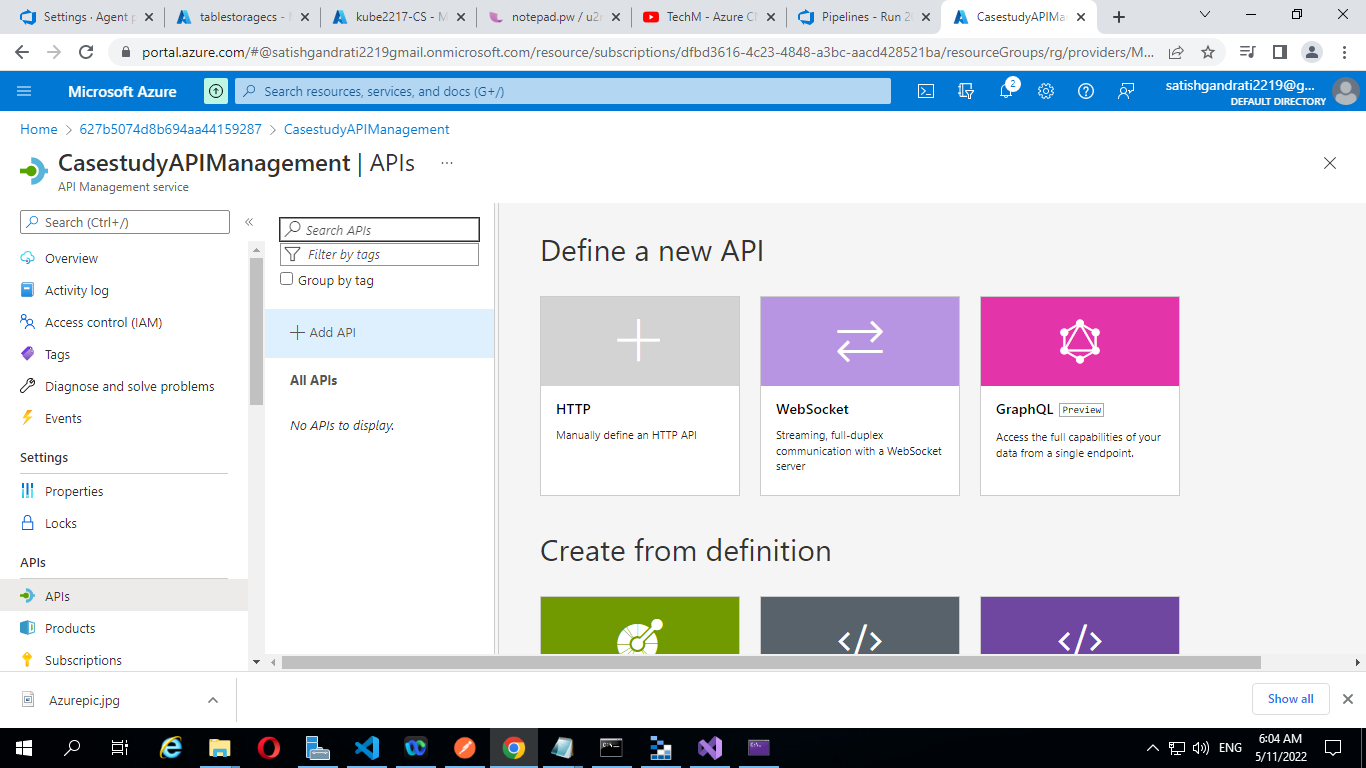 Settings · Agent p
tablestoragecs - M
kube2217-CS - M
notepad.pw / u2
TechM - Azure C
Pipelines - Run 2
CasestudyAPIMa
portal.azure.com/#@satishgandrati2219gmail.onmicrosoft.com/resource/subscriptions/dfbd3616-4c23-4848-a3bc-aacd428521ba/resourceGroups/rg/providers/M...
Microsoft Azure
Search resources, services, and docs (G+/)
2
satishgandrati2219@g...
DEFAULT DIRECTORY
Home > 627b5074d8b694aa44159287 > CasestudyAPIManagement
CasestudyAPIManagement | APIs ...
API Management service
Search (Ctrl+/)
«
Overview
Activity log
Access control (IAM)
Tags
Diagnose and solve problems
Events
Settings
Properties
Locks
APIs
APIs
Products
Subscriptions
Search APIs
Filter by tags
Group by tag
+ Add API
All APIs
No APIs to display.
Define a new API
HTTP
Manually define an HTTP API
WebSocket
Streaming, full-duplex
communication with a WebSocket
server
GraphQL Preview
Access the full capabilities of your
data from a single endpoint.
Create from definition
Azurepic.jpg
Show all
ENG
6:04 AM
5/11/2022